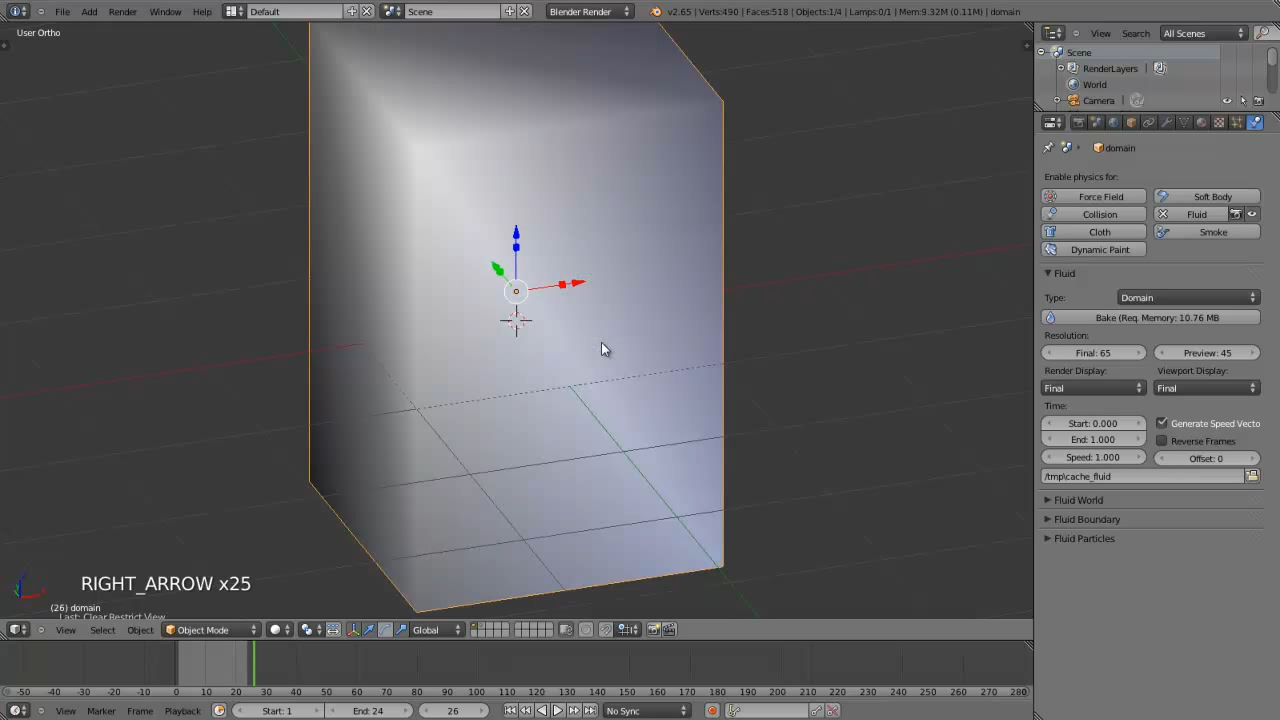 File Add Render Window Help Default Scene Blender Render v2.65 | Verts:490 | Faces:518 | Objects:1/4 | Lamps:0/1 | Mem:9.32M (0.11M) | domain
User Ortho
View Search All Scenes
Scene
RenderLayers
World
Camera
domain
Enable physics for:
Force Field Soft Body
Collision Fluid
Cloth Smoke
Dynamic Paint
Fluid
Type: Domain
Bake (Req. Memory: 10.76 MB
Resolution:
Final: 65 Preview: 45
Render Display: Viewport Display:
Final Final
Time:
Start: 0.000 Generate Speed Vecto
End: 1.000 Reverse Frames
Speed: 1.000 Offset: 0
/tmp\cache_fluid
Fluid World
Fluid Boundary
Fluid Particles
RIGHT_ARROW x25
(26) domain
Last: Clear Restrict View
View Select Object Object Mode Global
-50 -40 -30 -20 -10 0 10 20 30 40 50 60 70 80 90 100 110 120 130 140 150 160 170 180 190 200 210 220 230 240 250 260 270 280
View Marker Frame Playback Start: 1 End: 24 26 No Sync